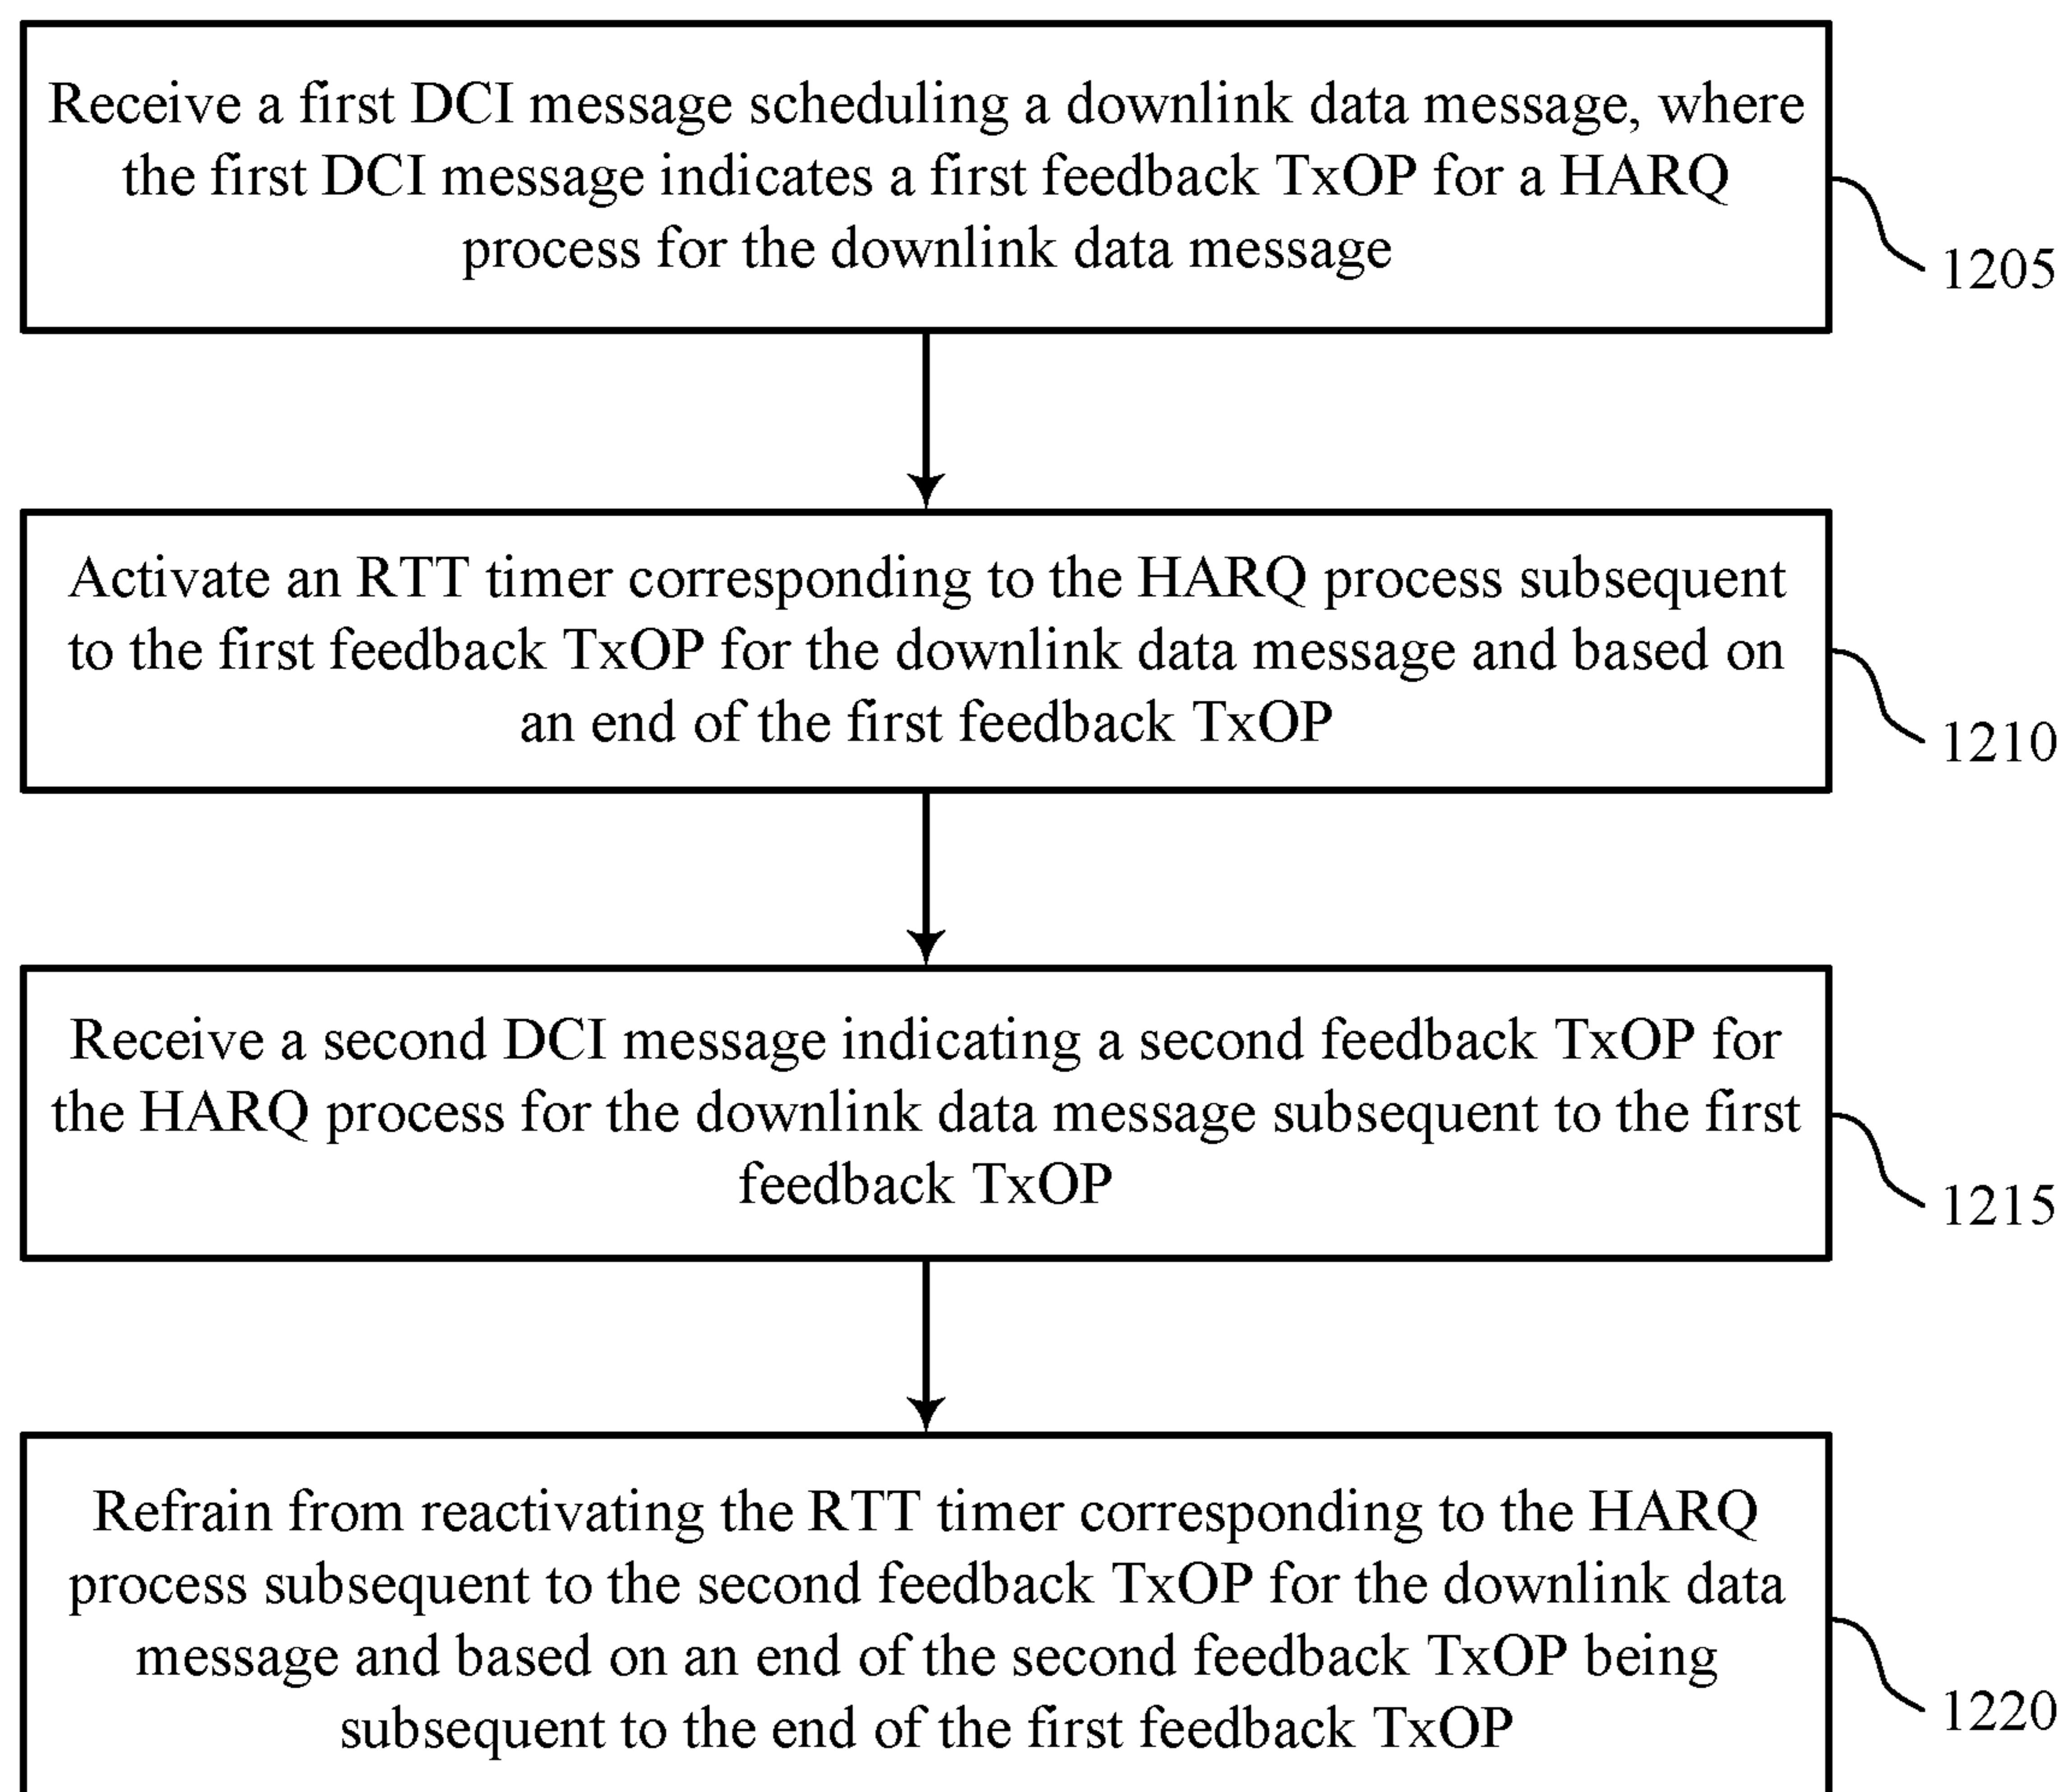 Receive a first DCI message scheduling a downlink data message, where
the first DCI message indicates a first feedback TxOP for a HARQ
process for the downlink data message
1205
Activate an RTT timer corresponding to the HARQ process subsequent
to the first feedback TxOP for the downlink data message and based on
an end of the first feedback TxOP
1210
Receive a second DCI message indicating a second feedback TxOP for
the HARQ process for the downlink data message subsequent to the first
feedback TxOP
1215
Refrain from reactivating the RTT timer corresponding to the HARQ
process subsequent to the second feedback TxOP for the downlink data
message and based on an end of the second feedback TxOP being
subsequent to the end of the first feedback TxOP
1220